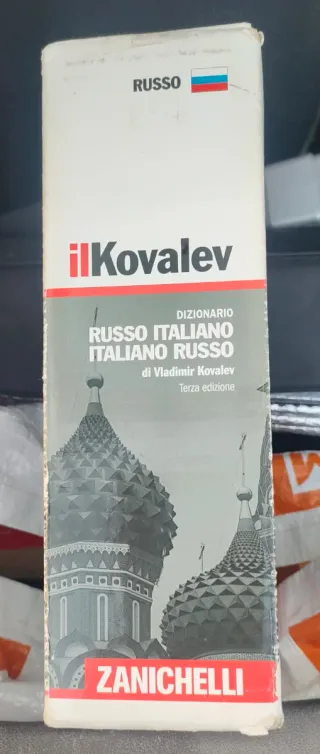 RUSSO
ilKovalev
DIZIONARIO
RUSSO ITALIANO
ITALIANO RUSSO
di Vladimir Kovalev
Terza edizione
ZANICHELLI